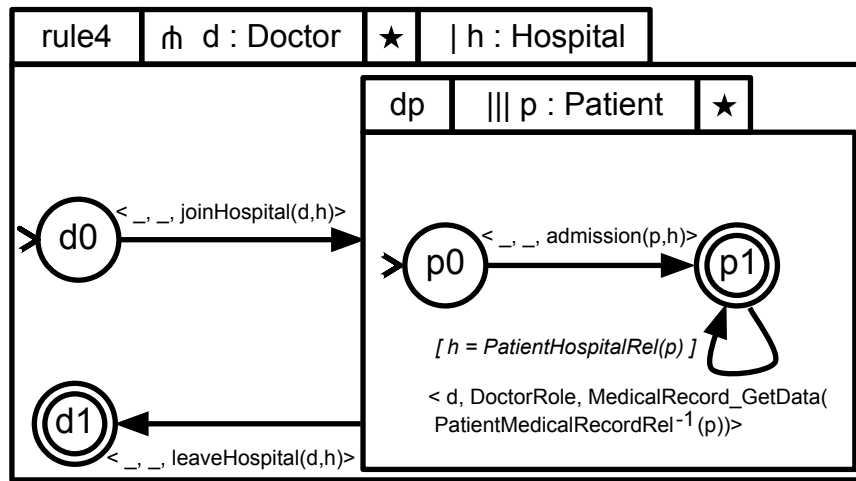 rule4 ⫛ d : Doctor ★ | h : Hospital
dp ||| p : Patient ★
< _, _, joinHospital(d,h)>
d0
< _, _, admission(p,h)>
p0
p1
[ h = PatientHospitalRel(p) ]
< d, DoctorRole, MedicalRecord_GetData(
PatientMedicalRecordRel⁻¹(p))>
d1
< _, _, leaveHospital(d,h)>